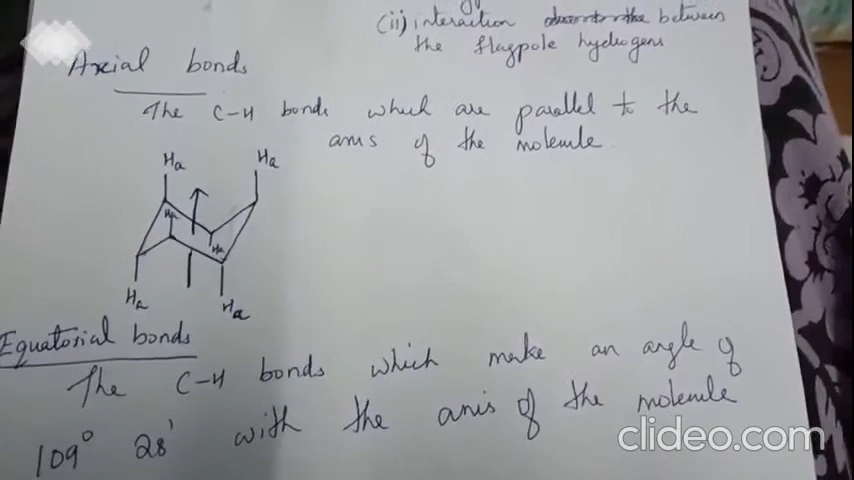 (ii) interaction between
the flagpole hydrogens
Axial bonds
The C-H bonds which are parallel to the
axis of the molecule.
Ha Ha
Ha
Ha
Ha
Ha
Equatorial bonds
The C-H bonds which make an angle of
109° 28' with the axis of the molecule
clideo.com